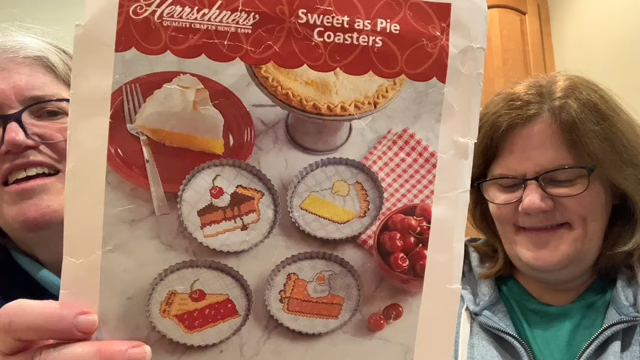 Herrschners®
QUALITY CRAFTS SINCE 1899
Sweet as Pie
Coasters